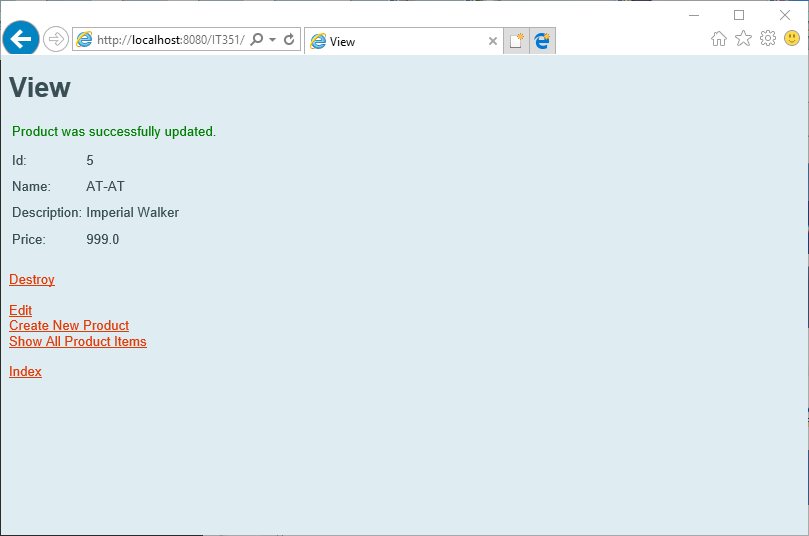 http://localhost:8080/IT351/
View
View
Product was successfully updated.
Id: 5
Name: AT-AT
Description: Imperial Walker
Price: 999.0
Destroy
Edit
Create New Product
Show All Product Items
Index